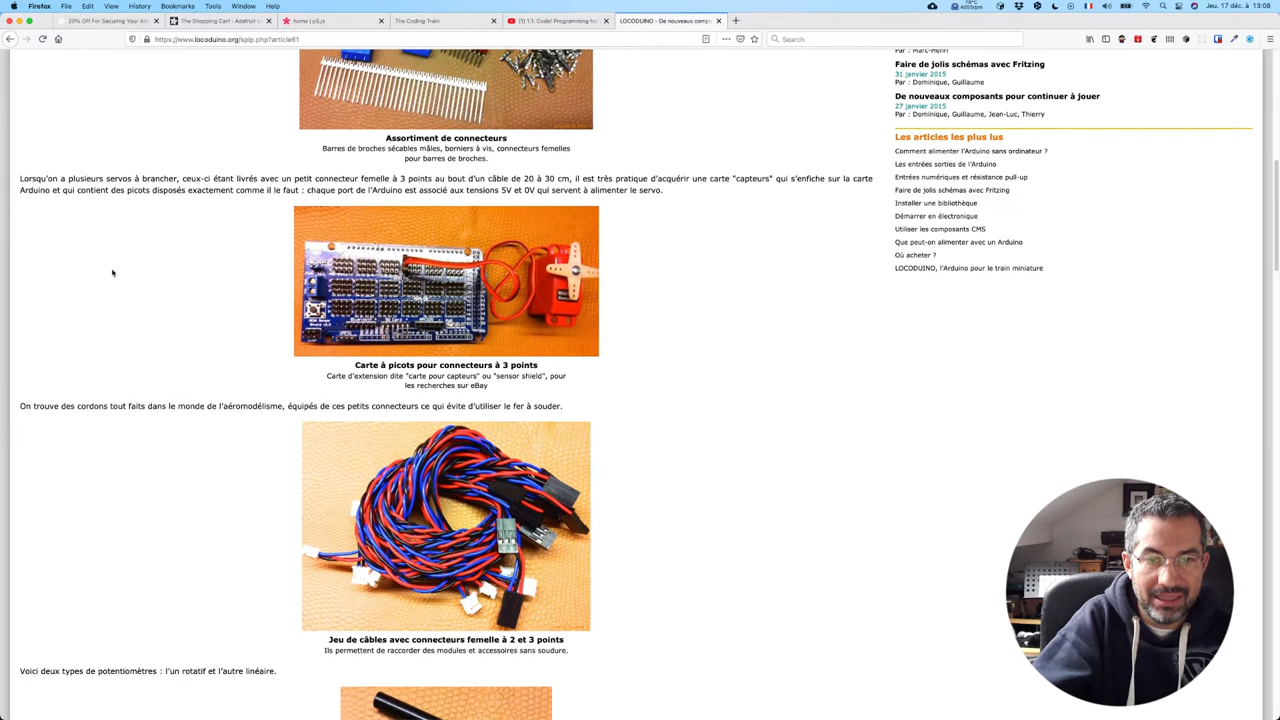 Firefox File Edit View History Bookmarks Tools Window Help
78°C
4055rpm
Jeu. 17 déc. à 13:08
20% Off For Securing Your Ad
The Shopping Cart : Adafruit
home | p5.js
The Coding Train
(1) 1.1: Code! Programming for
LOCODUINO - De nouveaux compo
https://www.locoduino.org/spip.php?article61
Search
Par : Marc-Henri
Faire de jolis schémas avec Fritzing
31 janvier 2015
Par : Dominique, Guillaume
De nouveaux composants pour continuer à jouer
27 janvier 2015
Par : Dominique, Guillaume, Jean-Luc, Thierry
Les articles les plus lus
Comment alimenter l'Arduino sans ordinateur ?
Les entrées sorties de l'Arduino
Entrées numériques et résistance pull-up
Faire de jolis schémas avec Fritzing
Installer une bibliothèque
Démarrer en électronique
Utiliser les composants CMS
Que peut-on alimenter avec un Arduino
Où acheter ?
LOCODUINO, l'Arduino pour le train miniature
Assortiment de connecteurs
Barres de broches sécables mâles, borniers à vis, connecteurs femelles
pour barres de broches.
Lorsqu'on a plusieurs servos à brancher, ceux-ci étant livrés avec un petit connecteur femelle à 3 points au bout d'un câble de 20 à 30 cm, il est très pratique d'acquérir une carte "capteurs" qui s'enfiche sur la carte
Arduino et qui contient des picots disposés exactement comme il le faut : chaque port de l'Arduino est associé aux tensions 5V et 0V qui servent à alimenter le servo.
Carte à picots pour connecteurs à 3 points
Carte d'extension dite "carte pour capteurs" ou "sensor shield", pour
les recherches sur eBay
On trouve des cordons tout faits dans le monde de l'aéromodélisme, équipés de ces petits connecteurs ce qui évite d'utiliser le fer à souder.
Jeu de câbles avec connecteurs femelle à 2 et 3 points
Ils permettent de raccorder des modules et accessoires sans soudure.
Voici deux types de potentiomètres : l'un rotatif et l'autre linéaire.